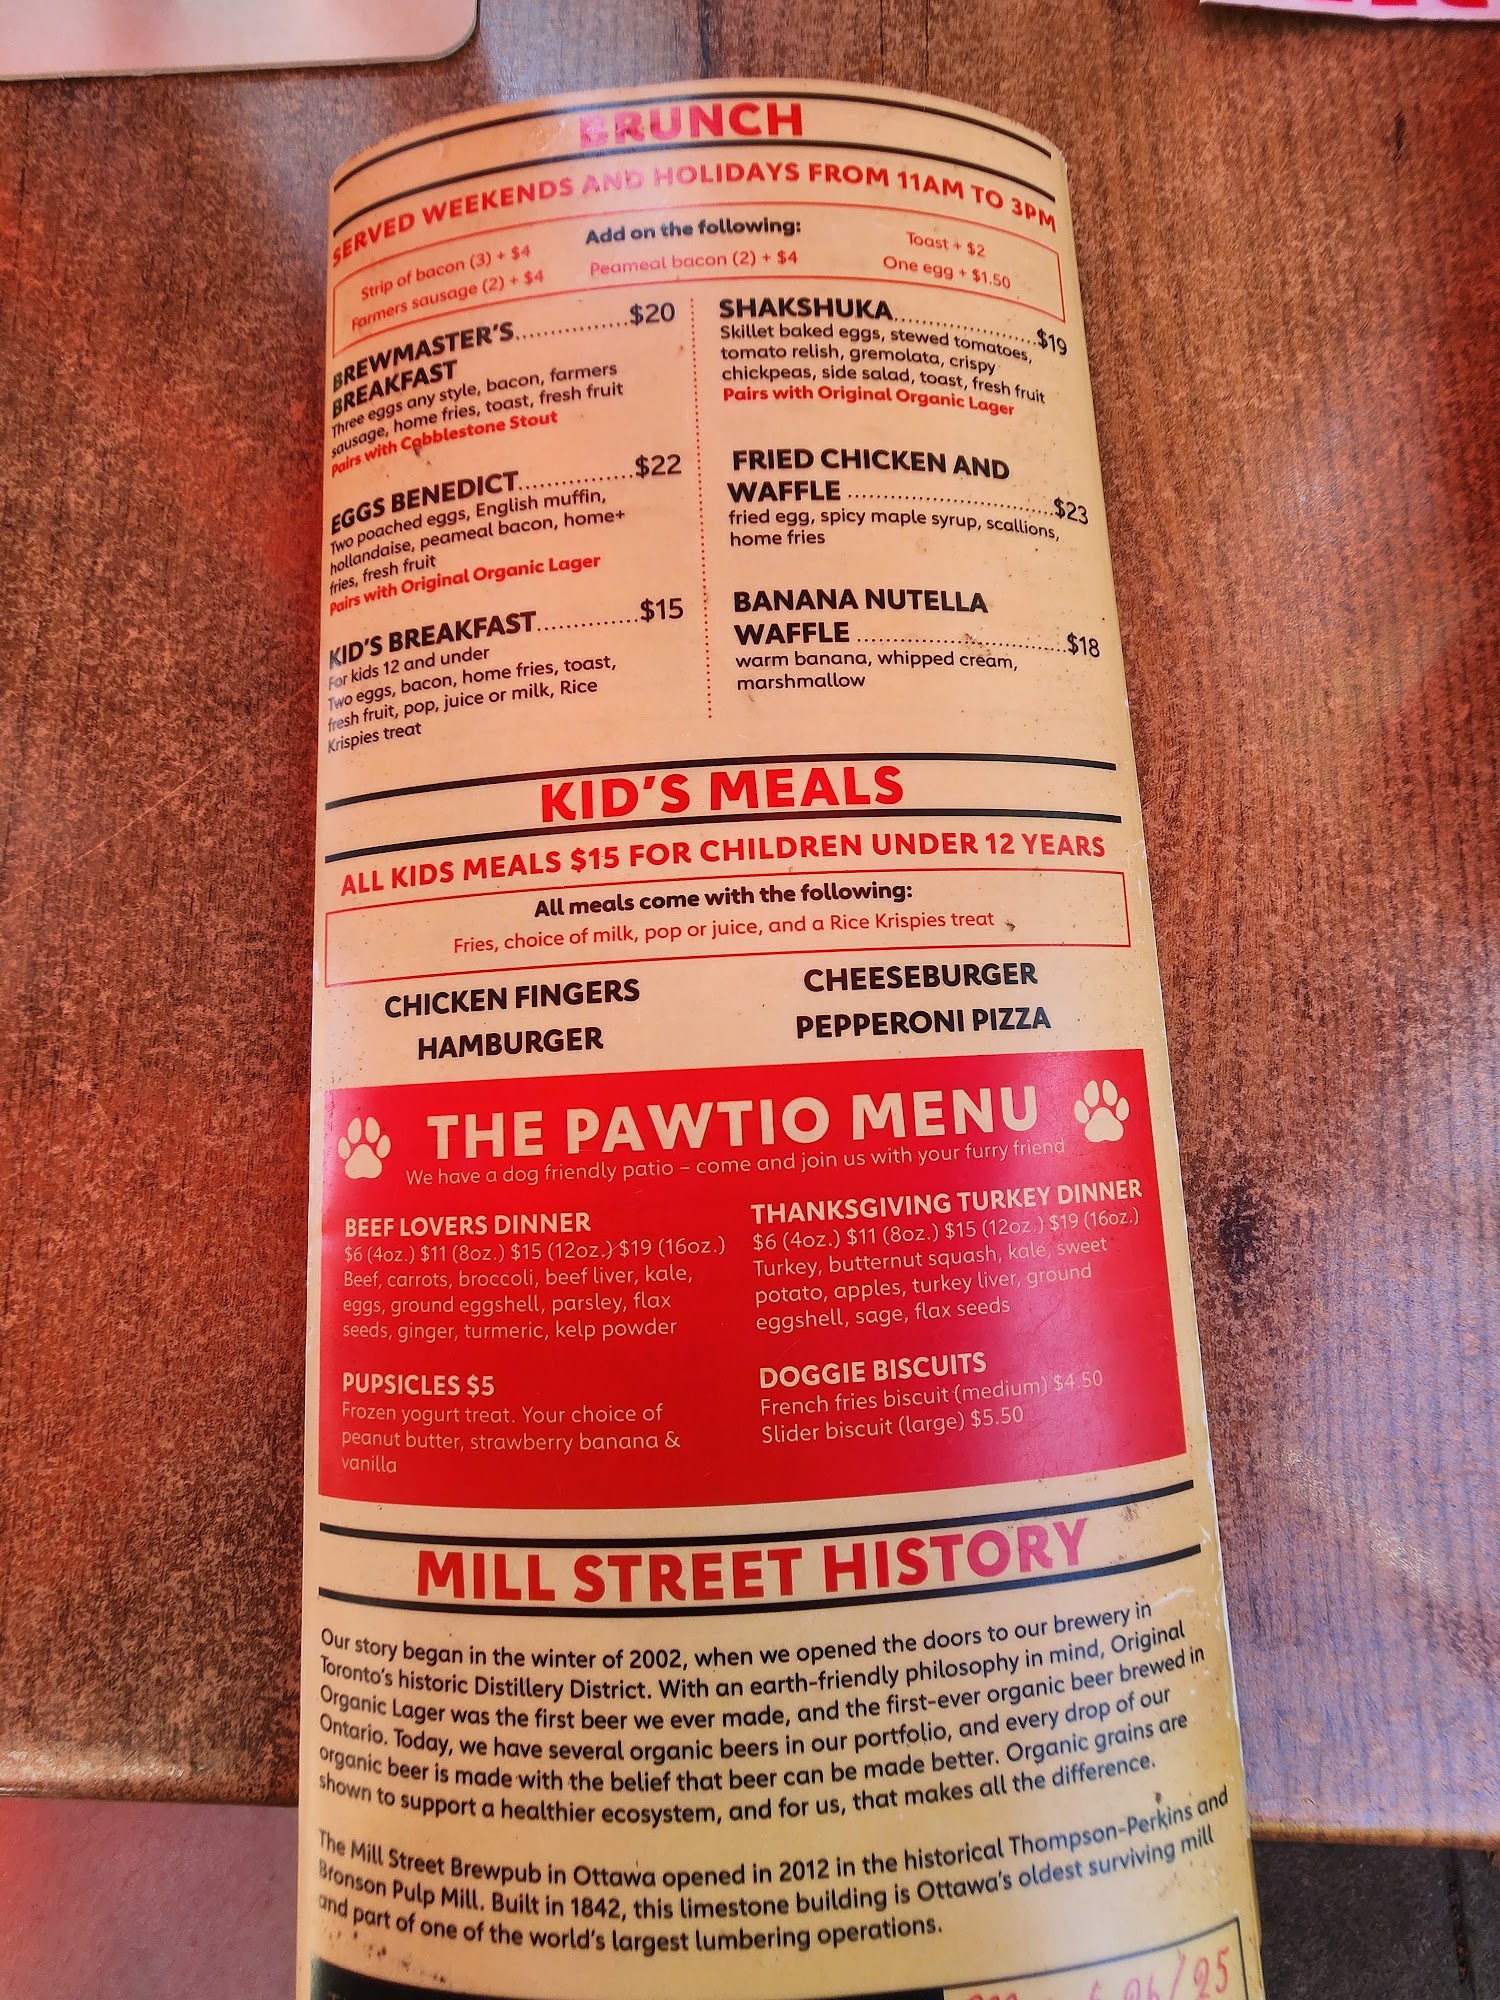 BRUNCH
SERVED WEEKENDS AND HOLIDAYS FROM 11AM TO 3PM
Add on the following:
Strip of bacon (3) + $4
Farmers sausage (2) + $4
Peameal bacon (2) + $4
Toast + $2
One egg + $1.50
BREWMASTER'S..............$20
BREAKFAST
Three eggs any style, bacon, farmers
sausage, home fries, toast, fresh fruit
Pairs with Cobblestone Stout
EGGS BENEDICT..............$22
Two poached eggs, English muffin,
hollandaise, peameal bacon, home+
fries, fresh fruit
Pairs with Original Organic Lager
KID'S BREAKFAST.............$15
For kids 12 and under
Two eggs, bacon, home fries, toast,
fresh fruit, pop, juice or milk, Rice
Krispies treat
SHAKSHUKA.....................$19
Skillet baked eggs, stewed tomatoes,
tomato relish, gremolata, crispy
chickpeas, side salad, toast, fresh fruit
Pairs with Original Organic Lager
FRIED CHICKEN AND
WAFFLE ..............................$23
fried egg, spicy maple syrup, scallions,
home fries
BANANA NUTELLA
WAFFLE ..............................$18
warm banana, whipped cream,
marshmallow
KID'S MEALS
ALL KIDS MEALS $15 FOR CHILDREN UNDER 12 YEARS
All meals come with the following:
Fries, choice of milk, pop or juice, and a Rice Krispies treat
CHICKEN FINGERS
HAMBURGER
CHEESEBURGER
PEPPERONI PIZZA
THE PAWTIO MENU
We have a dog friendly patio – come and join us with your furry friend
BEEF LOVERS DINNER
$6 (4oz.) $11 (8oz.) $15 (12oz.) $19 (16oz.)
Beef, carrots, broccoli, beef liver, kale,
eggs, ground eggshell, parsley, flax
seeds, ginger, turmeric, kelp powder
PUPSICLES $5
Frozen yogurt treat. Your choice of
peanut butter, strawberry banana &
vanilla
THANKSGIVING TURKEY DINNER
$6 (4oz.) $11 (8oz.) $15 (12oz.) $19 (16oz.)
Turkey, butternut squash, kale, sweet
potato, apples, turkey liver, ground
eggshell, sage, flax seeds
DOGGIE BISCUITS
French fries biscuit (medium) $4.50
Slider biscuit (large) $5.50
MILL STREET HISTORY
Our story began in the winter of 2002, when we opened the doors to our brewery in
Toronto's historic Distillery District. With an earth-friendly philosophy in mind, Original
Organic Lager was the first beer we ever made, and the first-ever organic beer brewed in
Ontario. Today, we have several organic beers in our portfolio, and every drop of our
organic beer is made with the belief that beer can be made better. Organic grains are
shown to support a healthier ecosystem, and for us, that makes all the difference.
The Mill Street Brewpub in Ottawa opened in 2012 in the historical Thompson-Perkins and
Bronson Pulp Mill. Built in 1842, this limestone building is Ottawa's oldest surviving mill
and part of one of the world's largest lumbering operations.